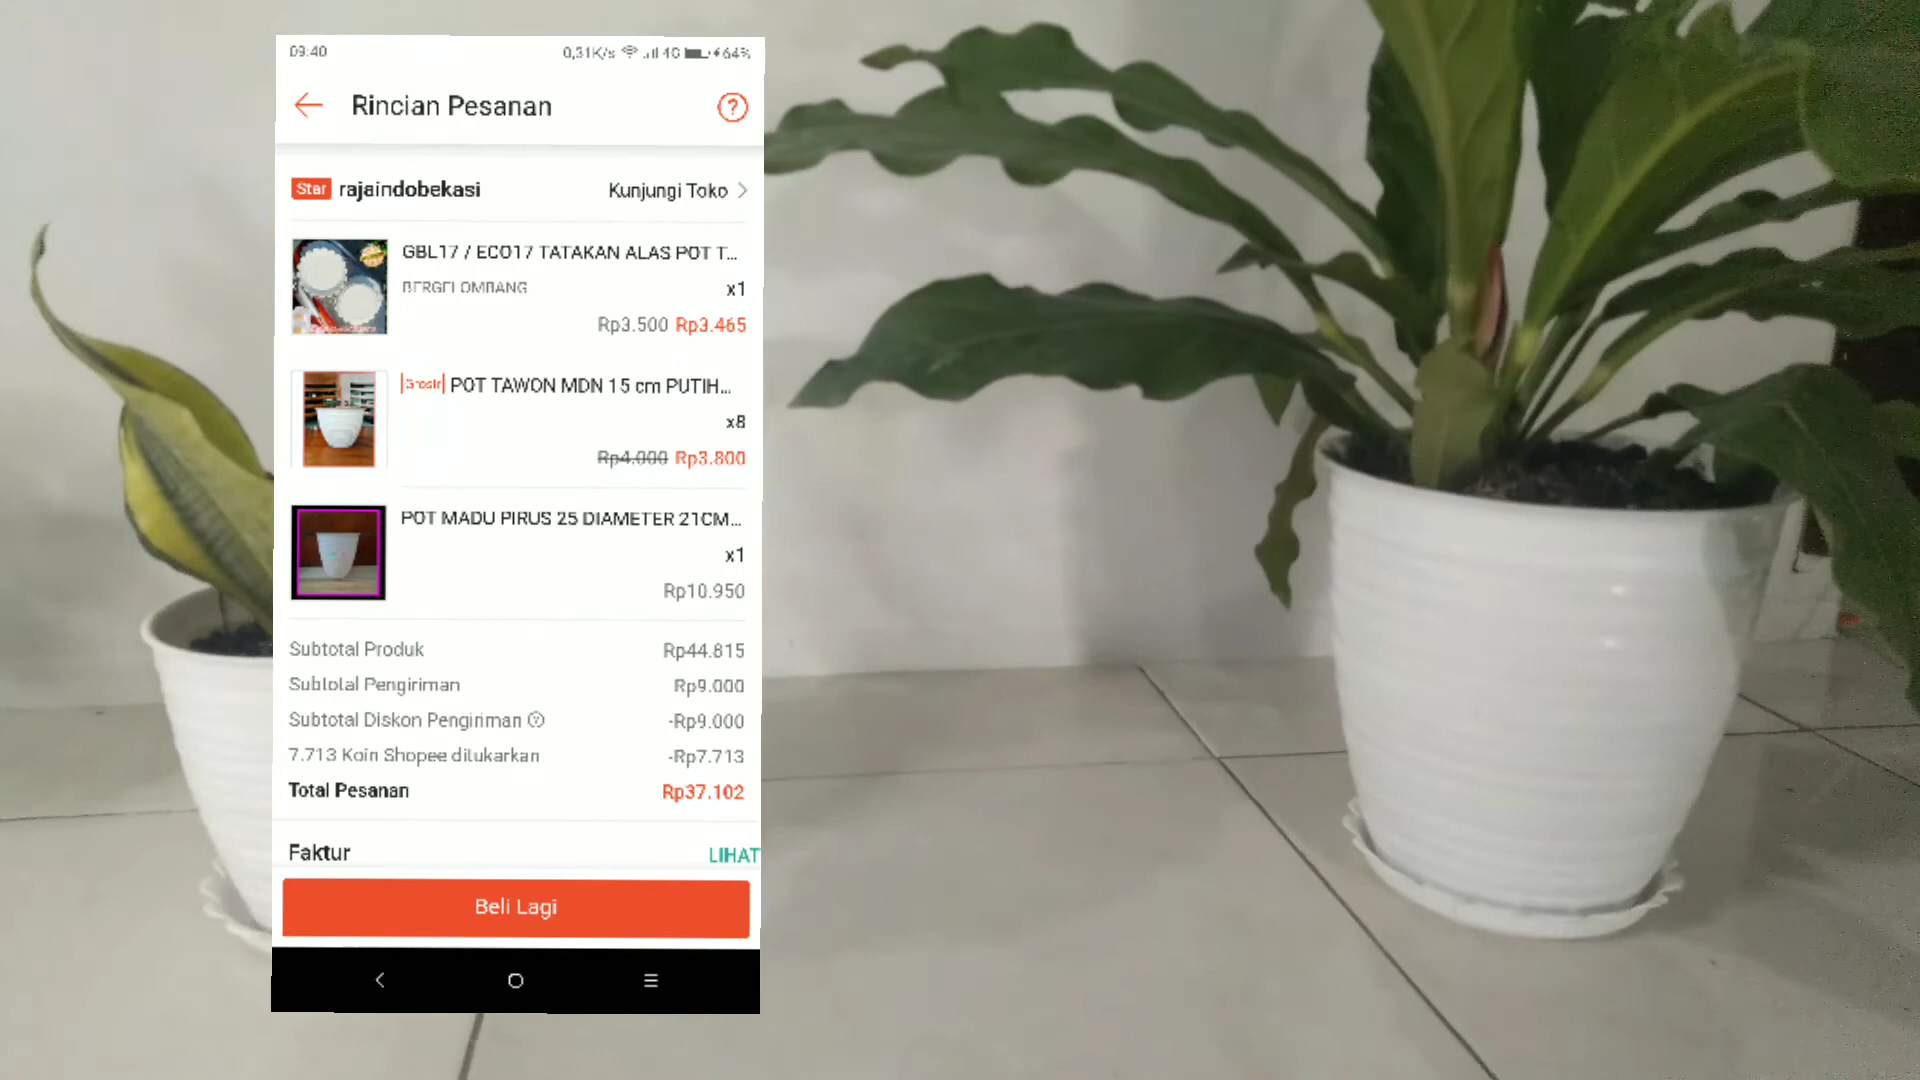 09:40
0,31K/s 4G 64%
Rincian Pesanan
Star rajaindobekasi Kunjungi Toko
GBL17 / ECO17 TATAKAN ALAS POT T...
BERGELOMBANG x1
Rp3.500 Rp3.465
Grosir POT TAWON MDN 15 cm PUTIH...
x8
Rp4.000 Rp3.800
POT MADU PIRUS 25 DIAMETER 21CM...
x1
Rp10.950
Subtotal Produk Rp44.815
Subtotal Pengiriman Rp9.000
Subtotal Diskon Pengiriman ? -Rp9.000
7.713 Koin Shopee ditukarkan -Rp7.713
Total Pesanan Rp37.102
Faktur LIHAT
Beli Lagi